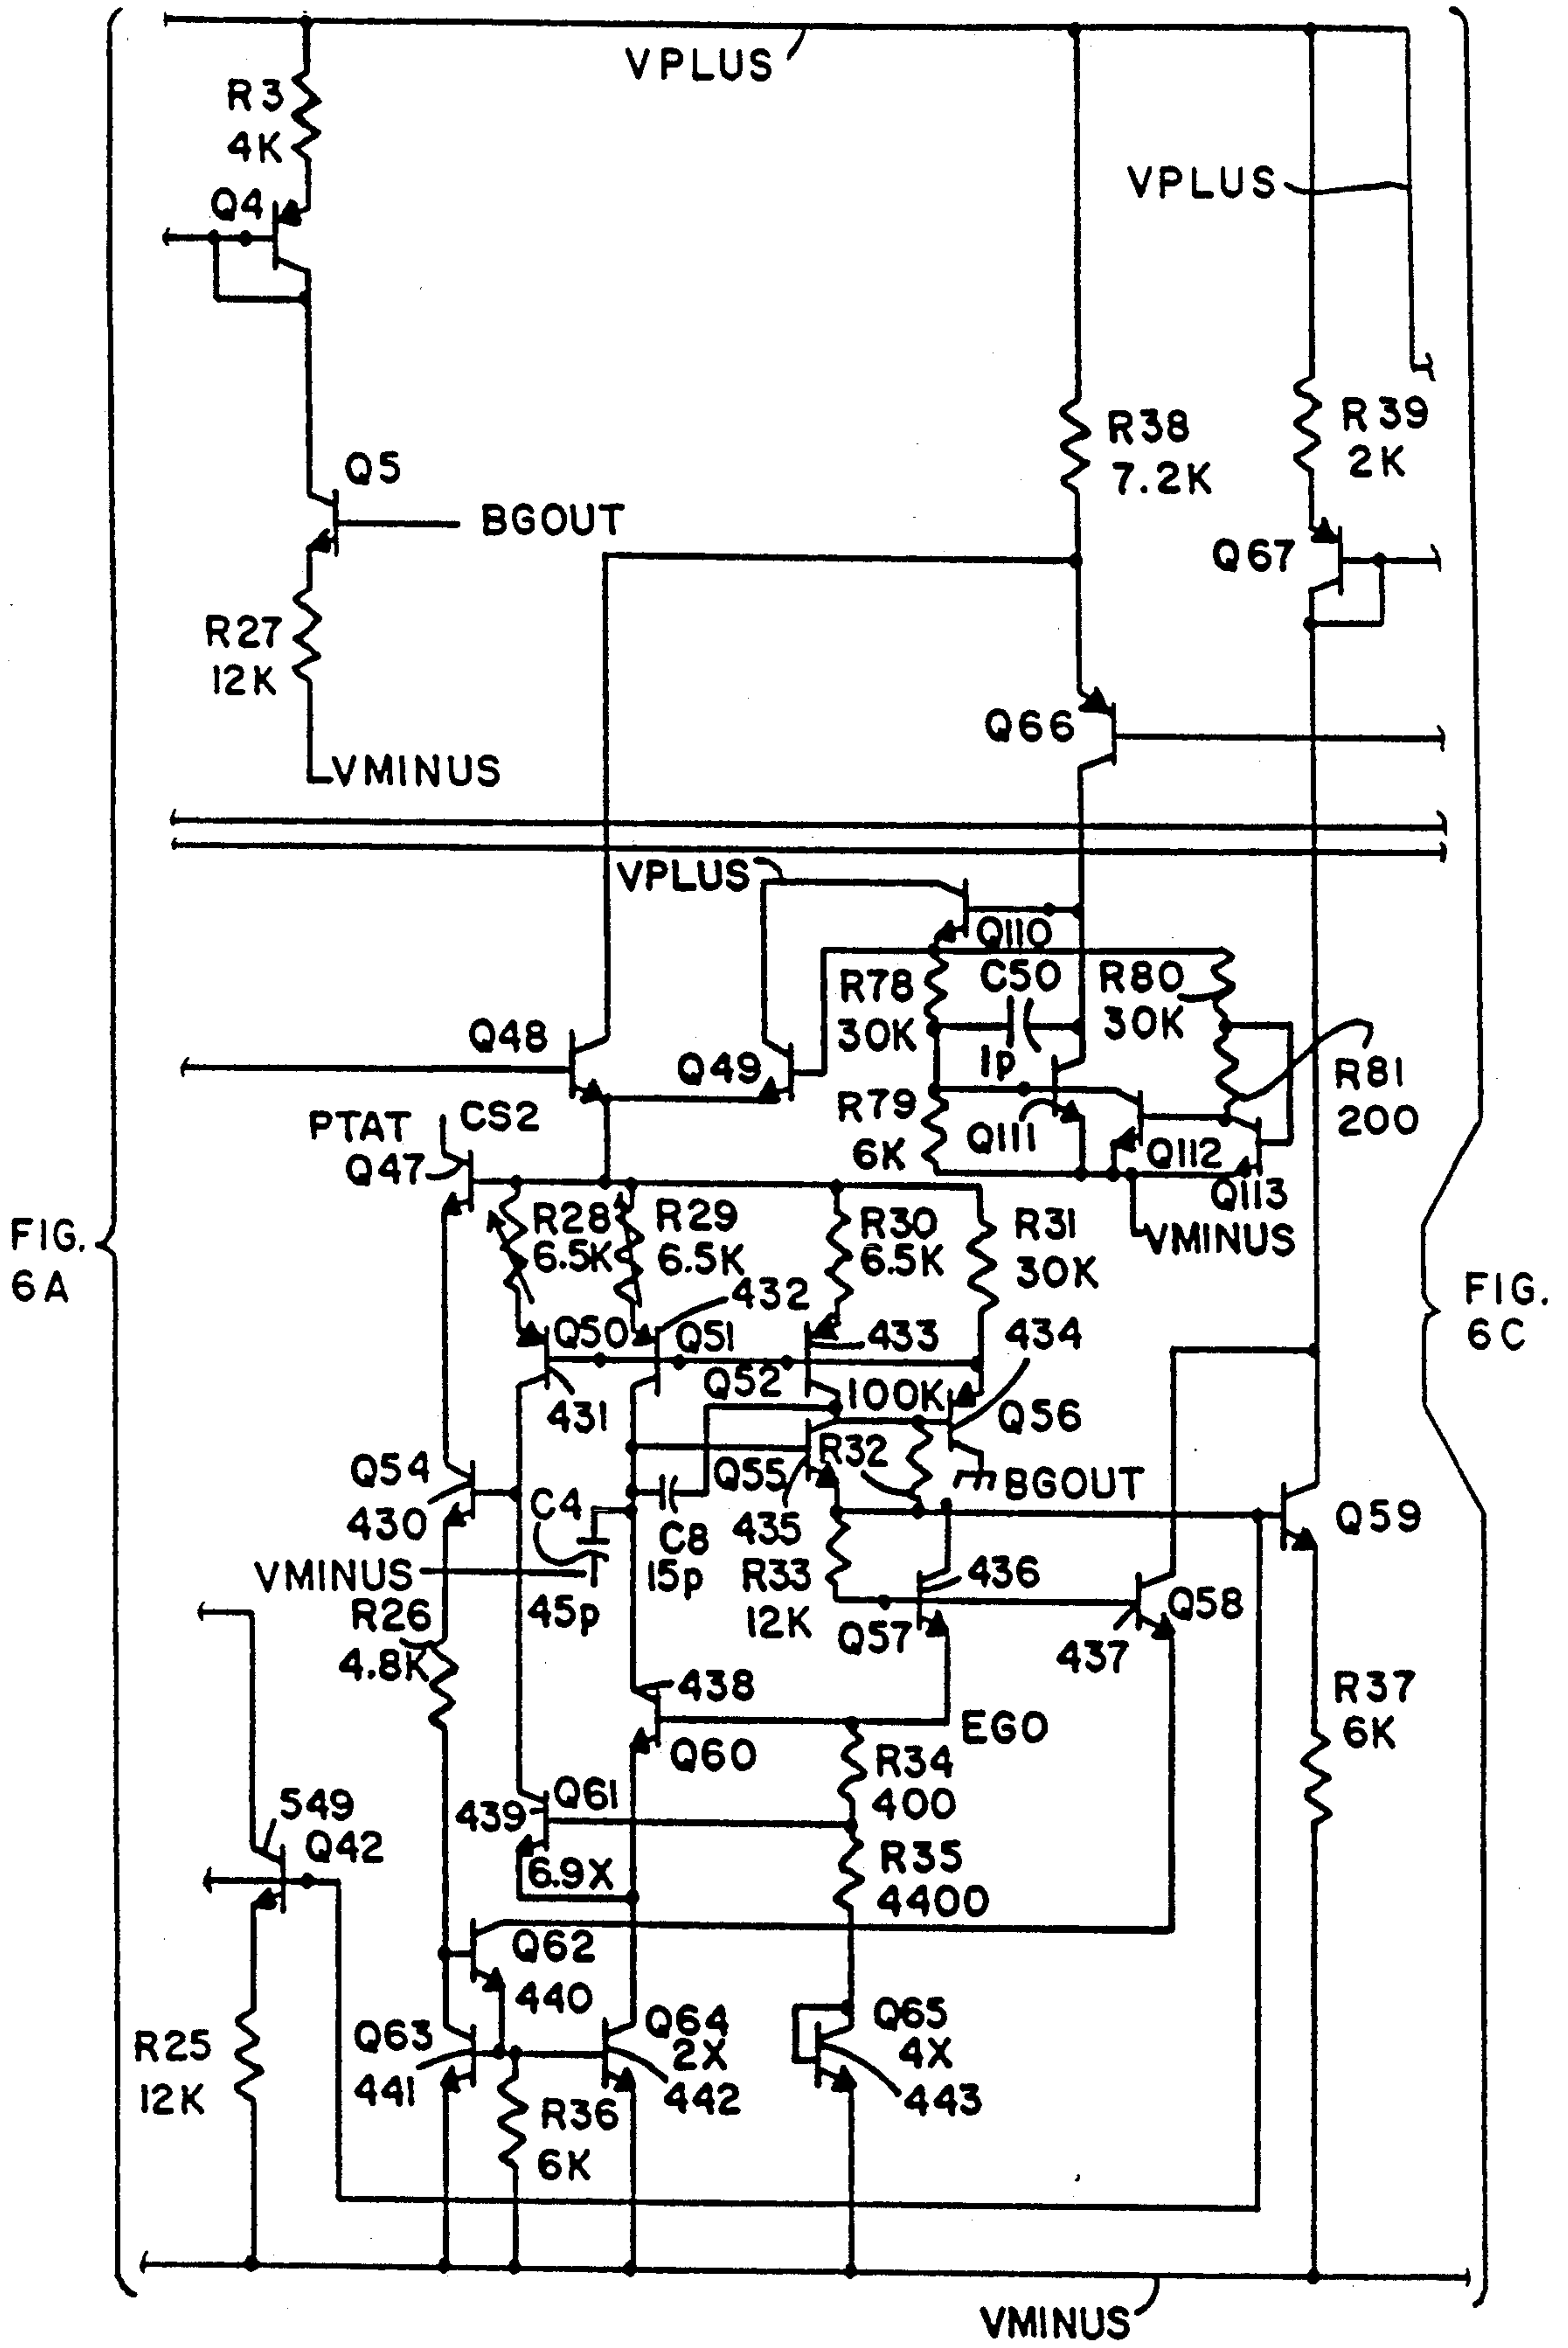 VPLUS
R3
4K
VPLUS
Q4
R38
7.2K
R39
2K
Q5
BGOUT
Q67
R27
12K
Q66
VMINUS
VPLUS
Q110
R78
30K
C50
1p
R80
30K
Q48
Q49
R81
200
R79
6K
Q111
Q112
Q113
VMINUS
PTAT
CS2
Q47
R28
6.5K
R29
6.5K
R30
6.5K
R31
30K
FIG.
6A
FIG.
6C
432
433
434
Q50
Q51
Q52
431
100K
Q56
Q54
430
Q55
R32
BGOUT
C4
45p
C8
15p
435
Q59
VMINUS
R33
12K
436
Q57
Q58
437
R26
4.8K
438
Q60
EGO
R37
6K
R34
400
549
Q42
439
Q61
6.9X
R35
4400
Q62
440
Q63
441
Q64
2X
442
Q65
4X
443
R25
12K
R36
6K
VMINUS